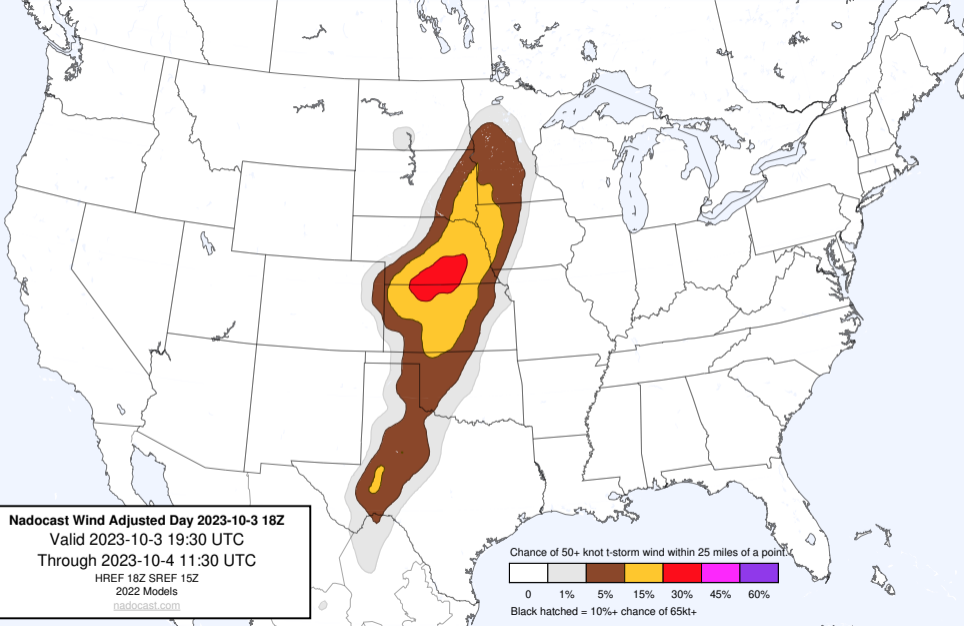 Nadocast Wind Adjusted Day 2023-10-3 18Z
Valid 2023-10-3 19:30 UTC
Through 2023-10-4 11:30 UTC
HREF 18Z SREF 15Z
2022 Models
nadocast.com
Chance of 50+ knot t-storm wind within 25 miles of a point.
0 1% 5% 15% 30% 45% 60%
Black hatched = 10%+ chance of 65kt+